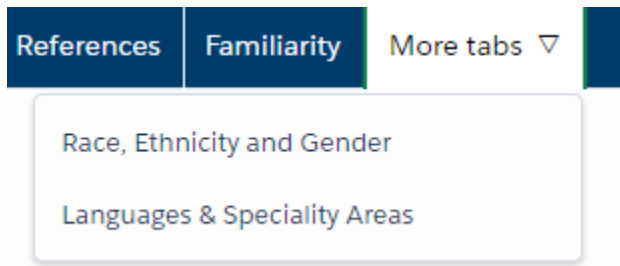 References Familiarity More tabs ▽
Race, Ethnicity and Gender
Languages & Speciality Areas